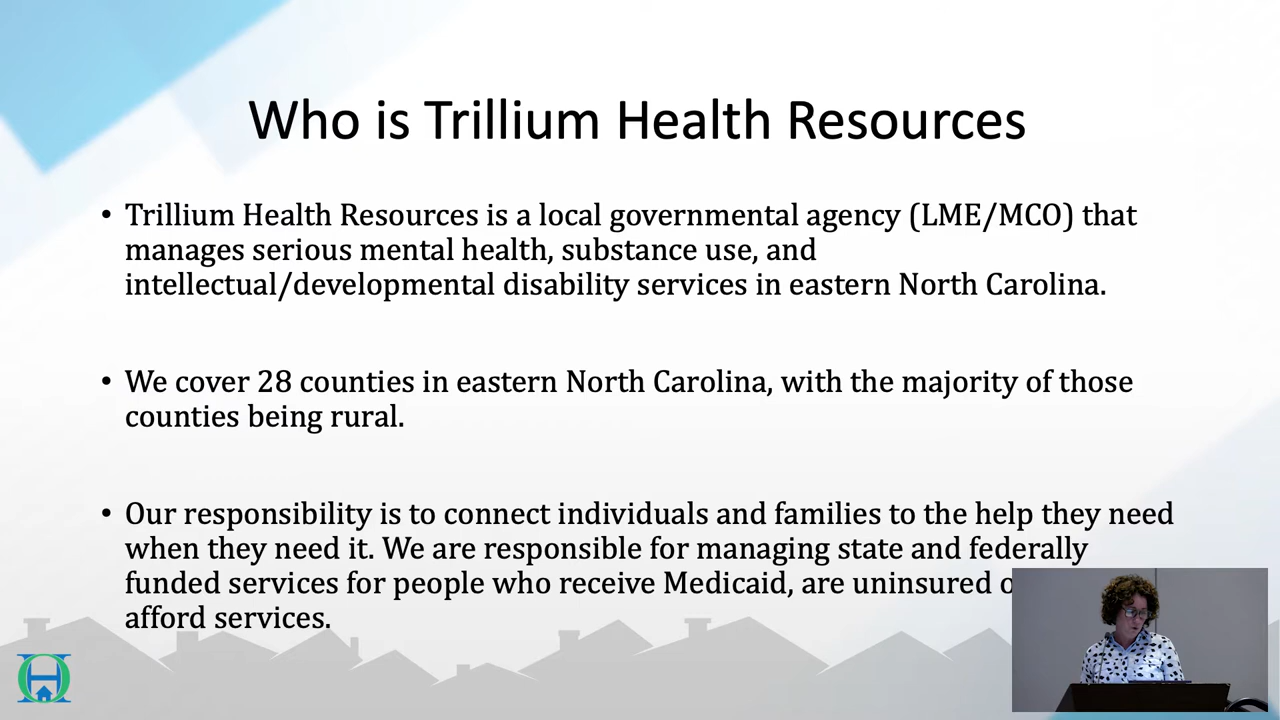 Who is Trillium Health Resources
• Trillium Health Resources is a local governmental agency (LME/MCO) that
manages serious mental health, substance use, and
intellectual/developmental disability services in eastern North Carolina.
• We cover 28 counties in eastern North Carolina, with the majority of those
counties being rural.
• Our responsibility is to connect individuals and families to the help they need
when they need it. We are responsible for managing state and federally
funded services for people who receive Medicaid, are uninsured
afford services.